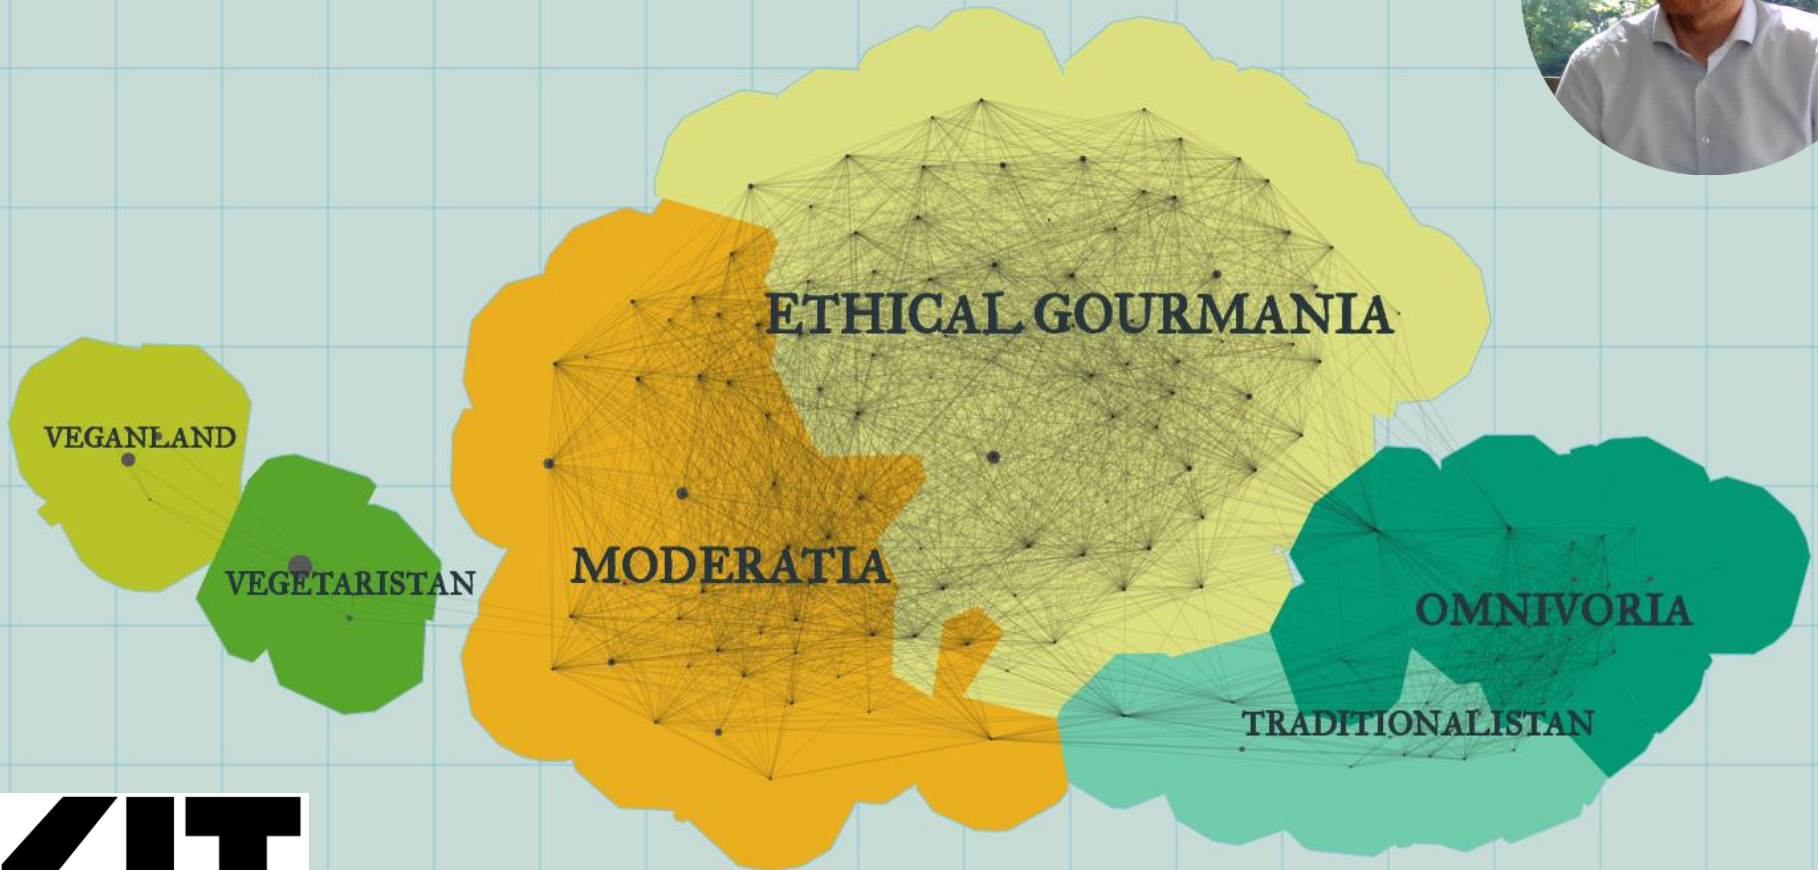 ETHICAL GOURMANIA
VEGANLAND
MODERATIA
VEGETARISTAN
OMNIVORIA
TRADITIONALISTAN